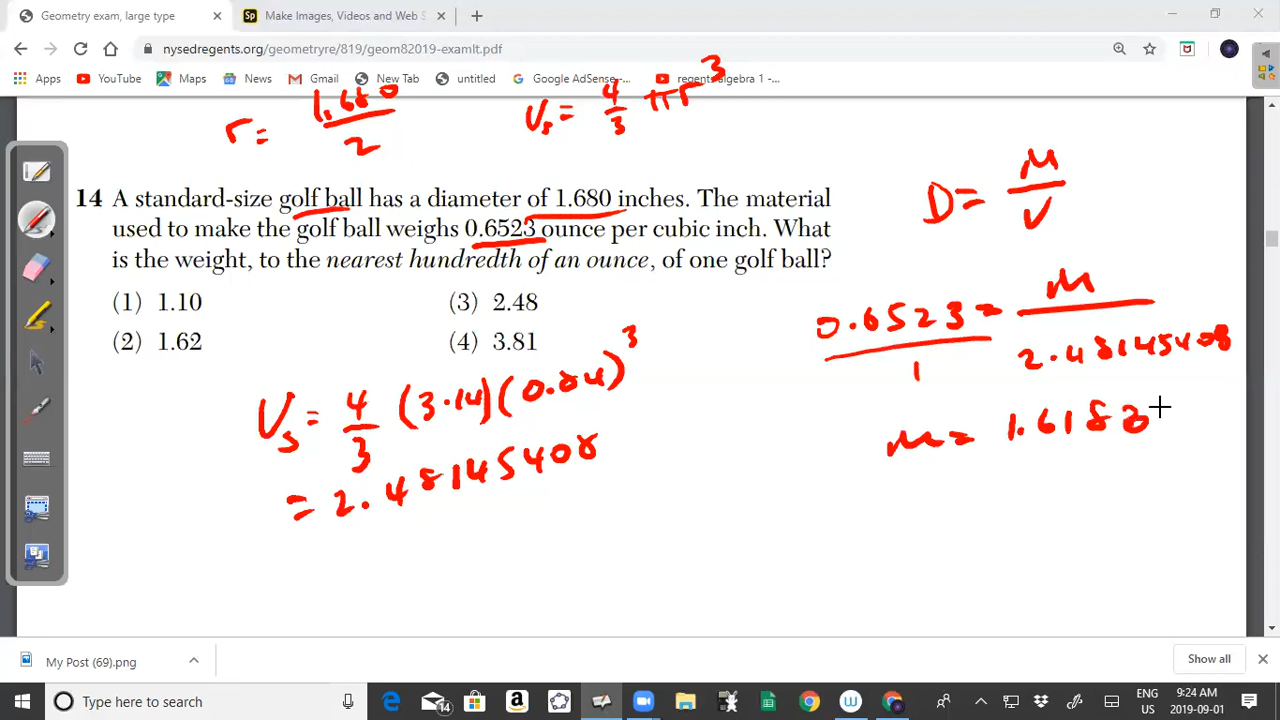 Geometry exam, large type
Make Images, Videos and Web S
nysedregents.org/geometryre/819/geom82019-examlt.pdf
Apps YouTube Maps News Gmail New Tab untitled Google AdSense -... regents algebra 1 -...
r = 1.680 / 2
Vs = 4/3 πr³
D = M/V
14 A standard-size golf ball has a diameter of 1.680 inches. The material
used to make the golf ball weighs 0.6523 ounce per cubic inch. What
is the weight, to the nearest hundredth of an ounce, of one golf ball?
(1) 1.10 (3) 2.48
(2) 1.62 (4) 3.81
0.6523 / 1 = M / 2.48145408
Vs = 4/3 (3.14)(0.84)³
= 2.48145408
M = 1.618
My Post (69).png
Show all
Type here to search
14
ENG
US
9:24 AM
2019-09-01